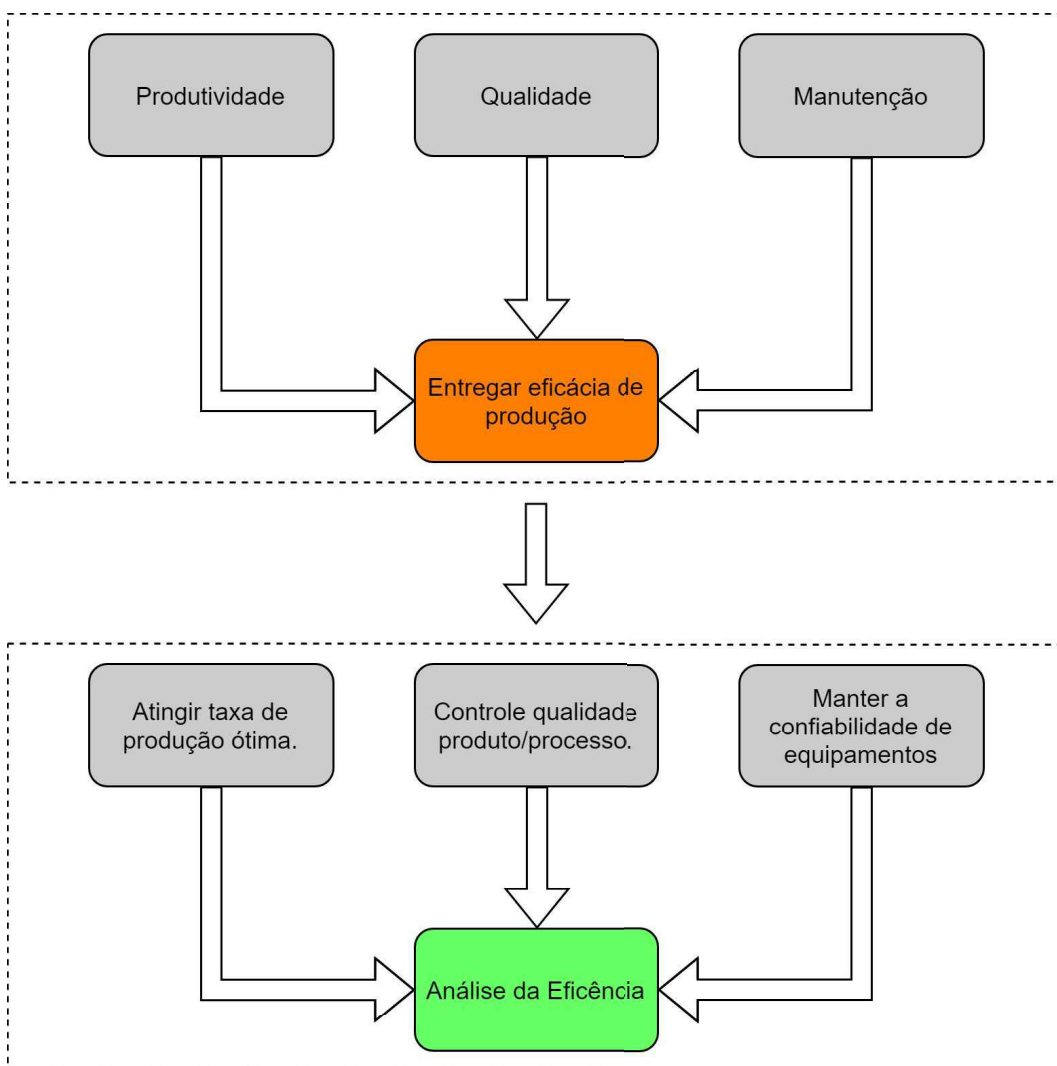 Produtividade
Qualidade
Manutenção
Entregar eficácia de
produção
Atingir taxa de
produção ótima.
Controle qualidade
produto/processo.
Manter a
confiabilidade de
equipamentos
Análise da Eficência